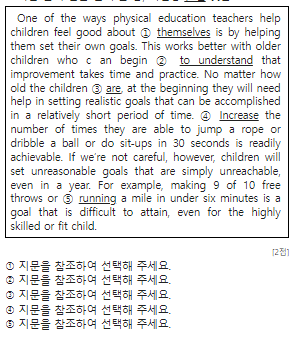 One of the ways physical education teachers help
children feel good about ① themselves is by helping
them set their own goals. This works better with older
children who c an begin ② to understand that
improvement takes time and practice. No matter how
old the children ③ are, at the beginning they will need
help in setting realistic goals that can be accomplished
in a relatively short period of time. ④ Increase the
number of times they are able to jump a rope or
dribble a ball or do sit-ups in 30 seconds is readily
achievable. If we're not careful, however, children will
set unreasonable goals that are simply unreachable,
even in a year. For example, making 9 of 10 free
throws or ⑤ running a mile in under six minutes is a
goal that is difficult to attain, even for the highly
skilled or fit child.
[2점]
① 지문을 참조하여 선택해 주세요.
② 지문을 참조하여 선택해 주세요.
③ 지문을 참조하여 선택해 주세요.
④ 지문을 참조하여 선택해 주세요.
⑤ 지문을 참조하여 선택해 주세요.